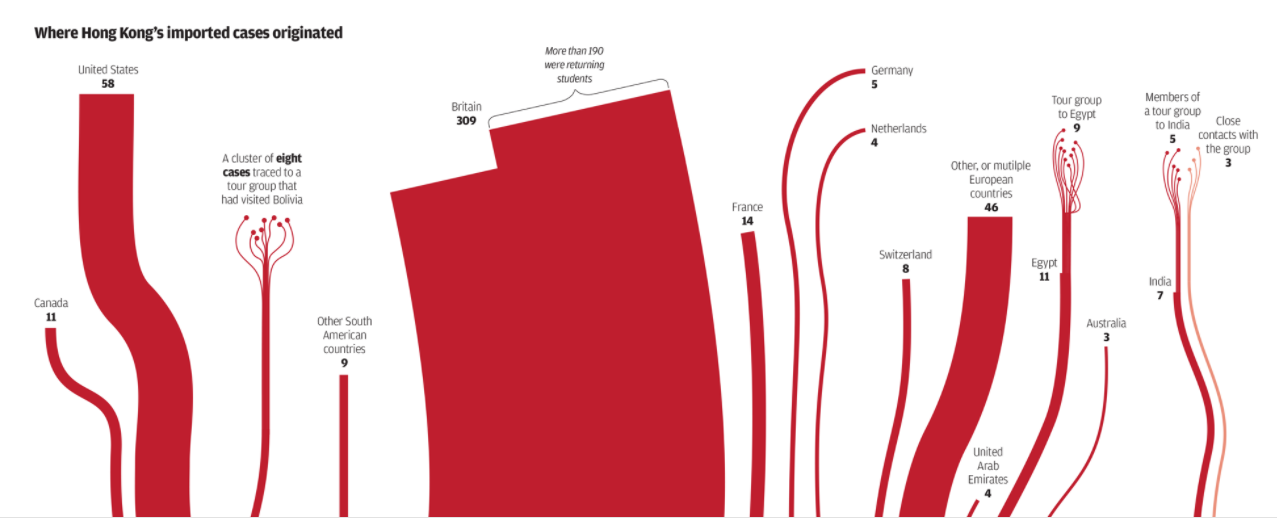 Where Hong Kong's imported cases originated
United States
58
Canada
11
A cluster of eight
cases traced to a
tour group that
had visited Bolivia
Other South
American
countries
9
Britain
309
More than 190
were returning
students
France
14
Germany
5
Netherlands
4
Switzerland
8
Other, or mutilple
European
countries
46
United
Arab
Emirates
4
Tour group
to Egypt
9
Egypt
11
Australia
3
Members of
a tour group
to India
5
Close
contacts with
the group
3
India
7